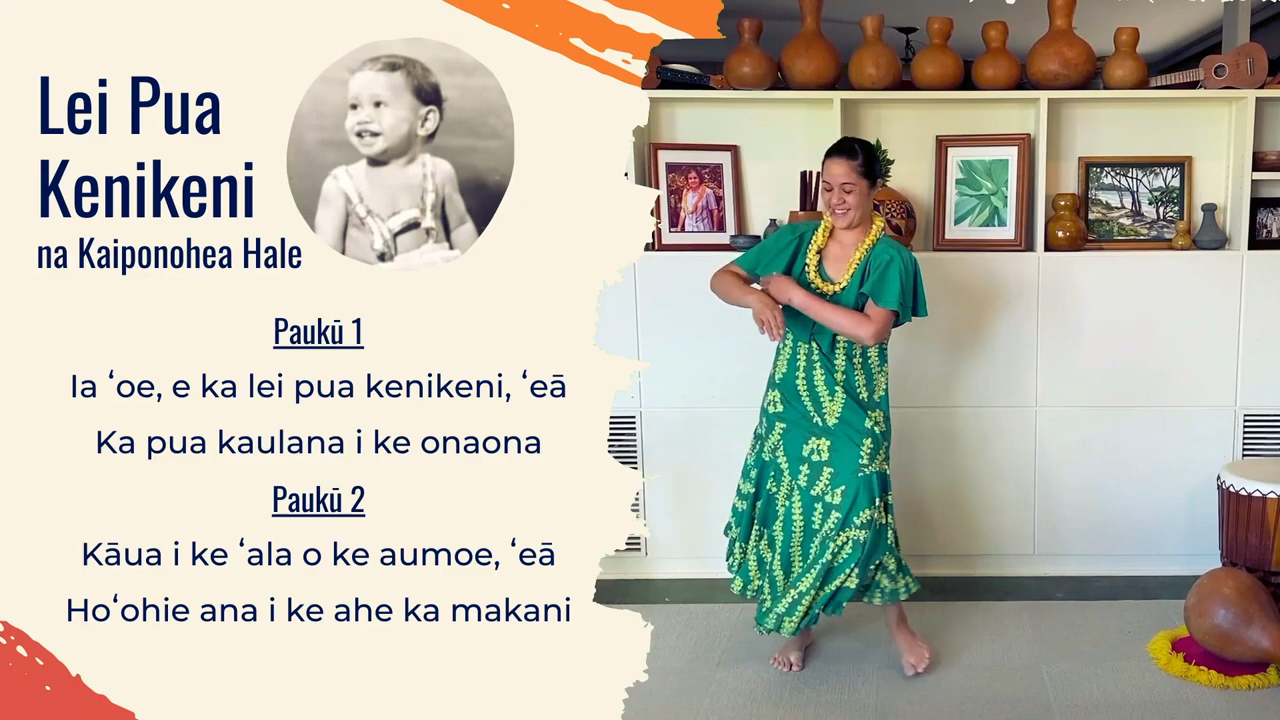 Lei Pua
Kenikeni
na Kaiponohea Hale
Paukū 1
Ia ʻoe, e ka lei pua kenikeni, ʻeā
Ka pua kaulana i ke onaona
Paukū 2
Kāua i ke ʻala o ke aumoe, ʻeā
Hoʻohie ana i ke ahe ka makani